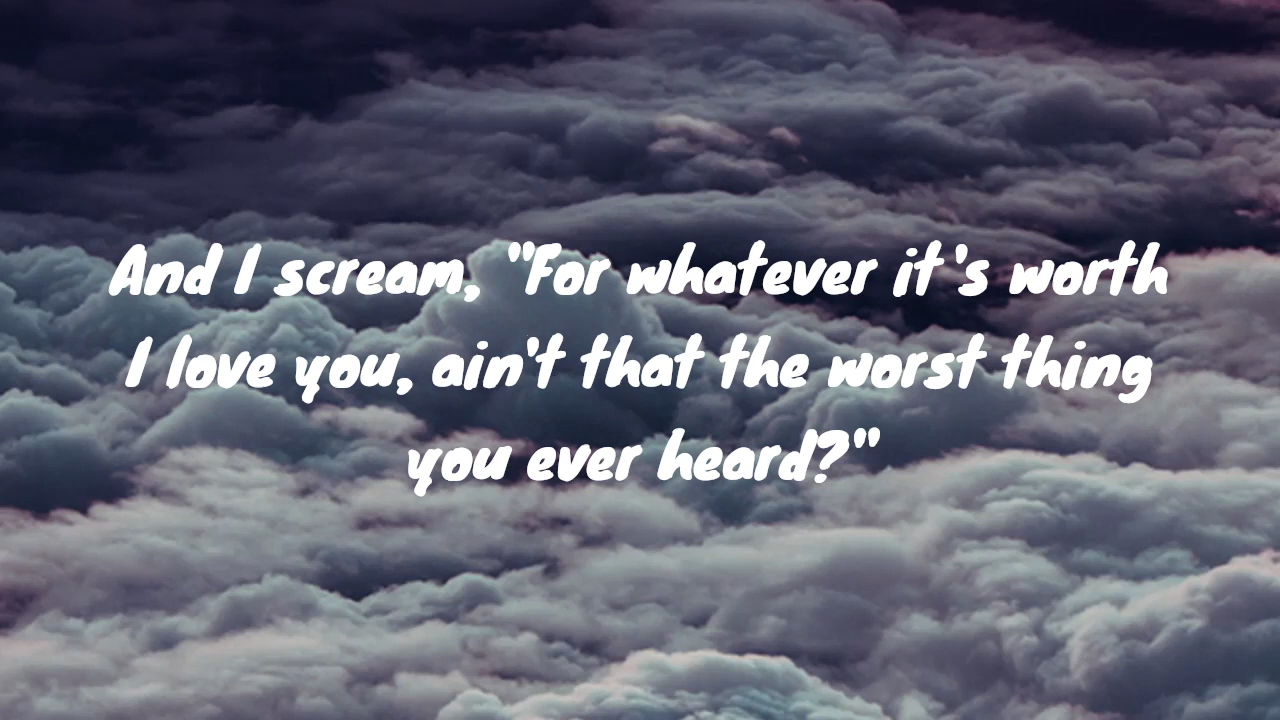 And I scream, "For whatever it's worth
I love you, ain't that the worst thing
you ever heard?"